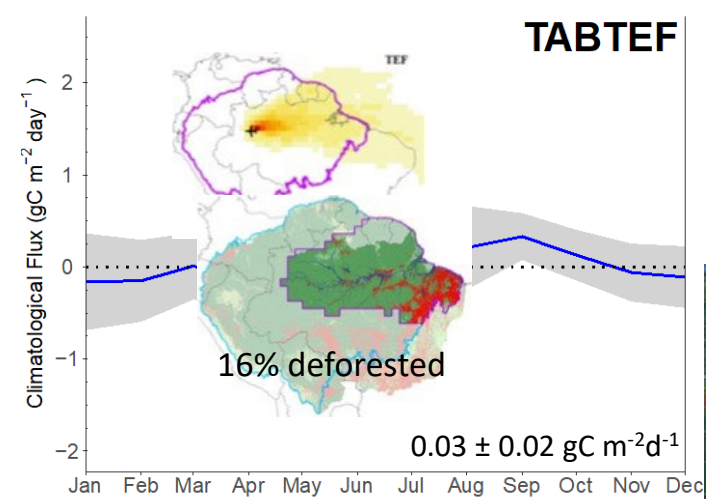 TABTEF
TEF
Climatological Flux (gC m⁻² day⁻¹ )
2
1
0
−1
−2
16% deforested
0.03 ± 0.02 gC m⁻²d⁻¹
Jan Feb Mar Apr May Jun Jul Aug Sep Oct Nov Dec